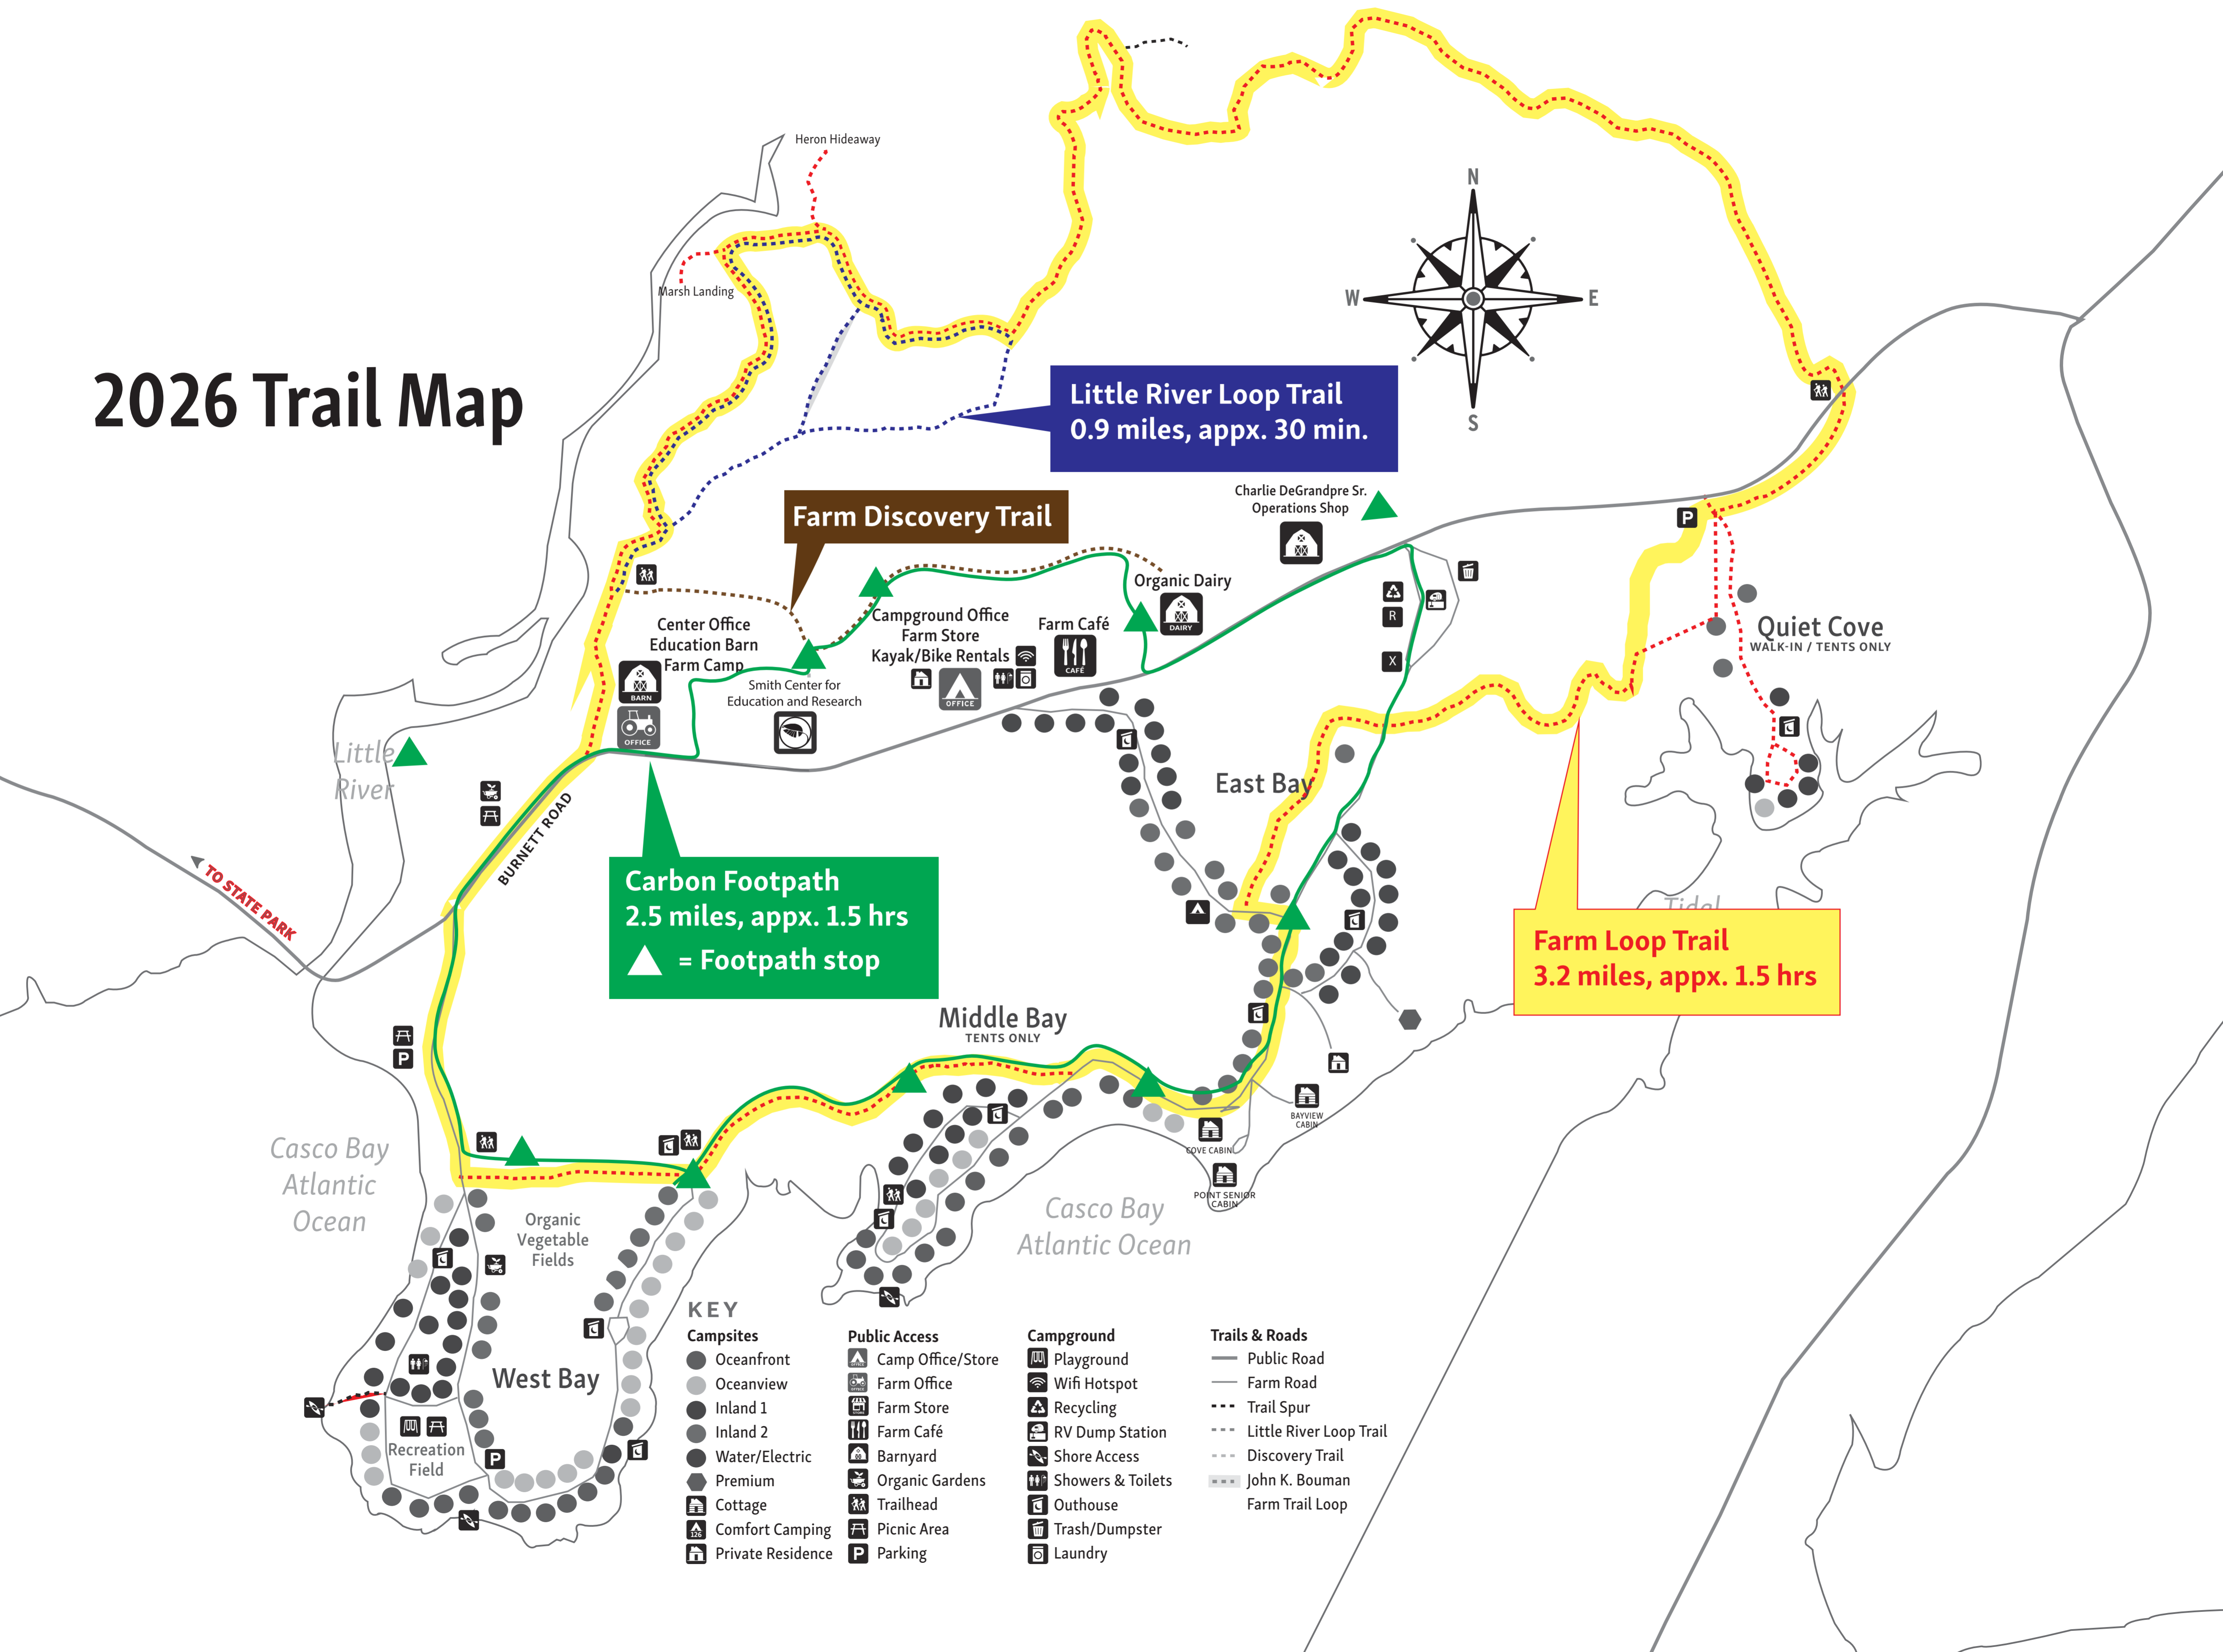 2026 Trail Map
Heron Hideaway
Marsh Landing
N
W
E
S
Little River Loop Trail
0.9 miles, appx. 30 min.
Farm Discovery Trail
Charlie DeGrandpre Sr.
Operations Shop
P
Organic Dairy
DAIRY
Center Office
Education Barn
Farm Camp
BARN
OFFICE
Smith Center for
Education and Research
Campground Office
Farm Store
Kayak/Bike Rentals
OFFICE
Farm Café
CAFÉ
R
X
Quiet Cove
WALK-IN / TENTS ONLY
Little
River
East Bay
BURNETT ROAD
TO STATE PARK
Carbon Footpath
2.5 miles, appx. 1.5 hrs
= Footpath stop
Tidal
Farm Loop Trail
3.2 miles, appx. 1.5 hrs
Middle Bay
TENTS ONLY
P
BAYVIEW
CABIN
COVE CABIN
POINT SENIOR
CABIN
Casco Bay
Atlantic
Ocean
Casco Bay
Atlantic Ocean
Organic
Vegetable
Fields
West Bay
Recreation
Field
P
KEY
Campsites
Oceanfront
Oceanview
Inland 1
Inland 2
Water/Electric
Premium
Cottage
126
Comfort Camping
Private Residence
Public Access
Camp Office/Store
Farm Office
Farm Store
Farm Café
Barnyard
Organic Gardens
Trailhead
Picnic Area
P Parking
Campground
Playground
Wifi Hotspot
Recycling
RV Dump Station
Shore Access
Showers & Toilets
Outhouse
Trash/Dumpster
Laundry
Trails & Roads
Public Road
Farm Road
Trail Spur
Little River Loop Trail
Discovery Trail
John K. Bouman
Farm Trail Loop